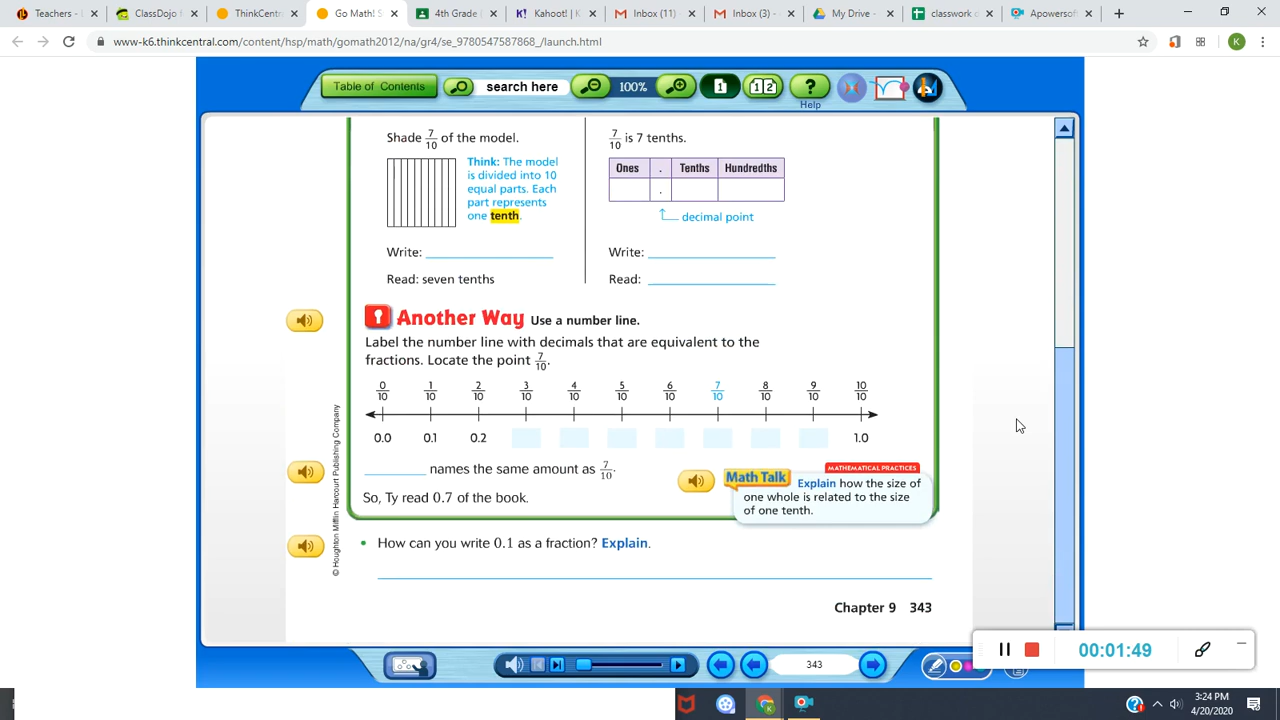 Teachers - L
ClassDojo f
ThinkCentr
Go Math! S
4th Grade I
Kahoot! | K
Inbox (11)
Inbox (3) -
My Drive -
classwork c
Apowersoft
www-k6.thinkcentral.com/content/hsp/math/gomath2012/na/gr4/se_9780547587868_/launch.html
K
Table of Contents
search here
100%
1
1 2
?
Help
Shade 7/10 of the model.
Think: The model
is divided into 10
equal parts. Each
part represents
one tenth.
Write:
Read: seven tenths
7/10 is 7 tenths.
Ones . Tenths Hundredths
.
decimal point
Write:
Read:
Another Way Use a number line.
Label the number line with decimals that are equivalent to the
fractions. Locate the point 7/10.
0/10 1/10 2/10 3/10 4/10 5/10 6/10 7/10 8/10 9/10 10/10
0.0 0.1 0.2 1.0
names the same amount as 7/10.
So, Ty read 0.7 of the book.
MATHEMATICAL PRACTICES
Math Talk
Explain how the size of
one whole is related to the size
of one tenth.
How can you write 0.1 as a fraction? Explain.
© Houghton Mifflin Harcourt Publishing Company
Chapter 9 343
00:01:49
343
3:24 PM
4/20/2020